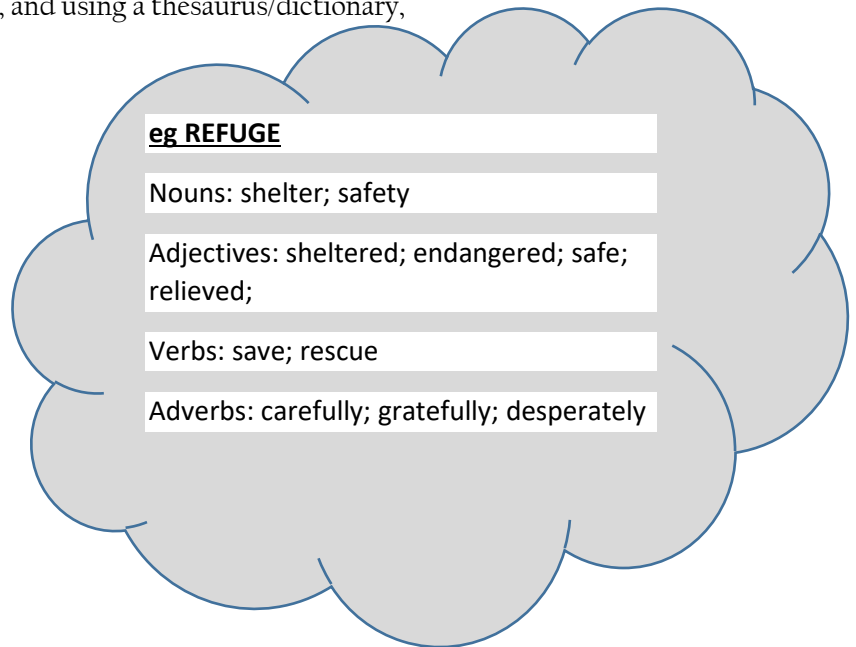 , and using a thesaurus/dictionary,
eg REFUGE
Nouns: shelter; safety
Adjectives: sheltered; endangered; safe;
relieved;
Verbs: save; rescue
Adverbs: carefully; gratefully; desperately